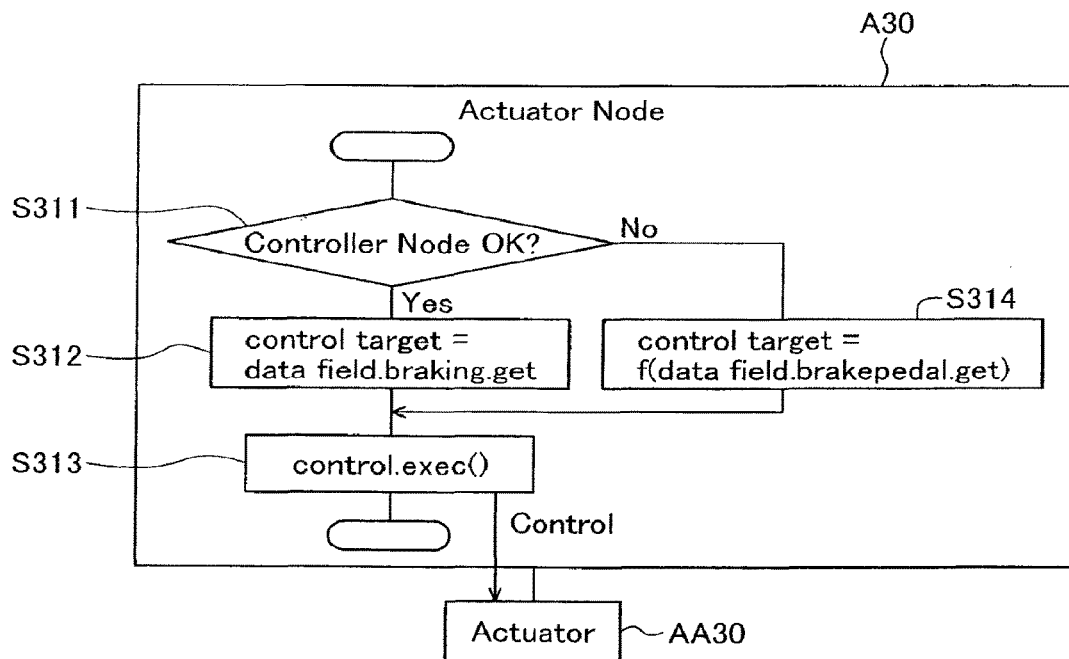 A30
Actuator Node
S311
Controller Node OK?
No
Yes
S314
S312
control target =
data field.braking.get
control target =
f(data field.brakepedal.get)
S313
control.exec()
Control
Actuator
AA30